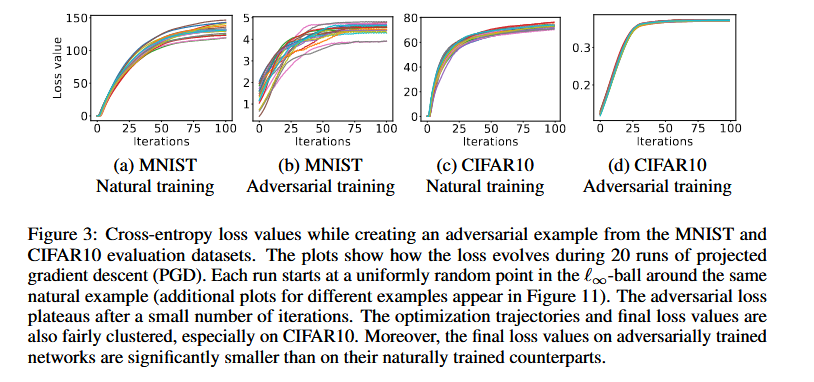 150
100
50
0
Loss value
0 25 50 75 100
Iterations
5
4
3
2
1
0 25 50 75 100
Iterations
80
60
40
20
0
0 25 50 75 100
Iterations
0.3
0.2
0 25 50 75 100
Iterations
(a) MNIST
Natural training
(b) MNIST
Adversarial training
(c) CIFAR10
Natural training
(d) CIFAR10
Adversarial training
Figure 3: Cross-entropy loss values while creating an adversarial example from the MNIST and
CIFAR10 evaluation datasets. The plots show how the loss evolves during 20 runs of projected
gradient descent (PGD). Each run starts at a uniformly random point in the ℓ∞-ball around the same
natural example (additional plots for different examples appear in Figure 11). The adversarial loss
plateaus after a small number of iterations. The optimization trajectories and final loss values are
also fairly clustered, especially on CIFAR10. Moreover, the final loss values on adversarially trained
networks are significantly smaller than on their naturally trained counterparts.